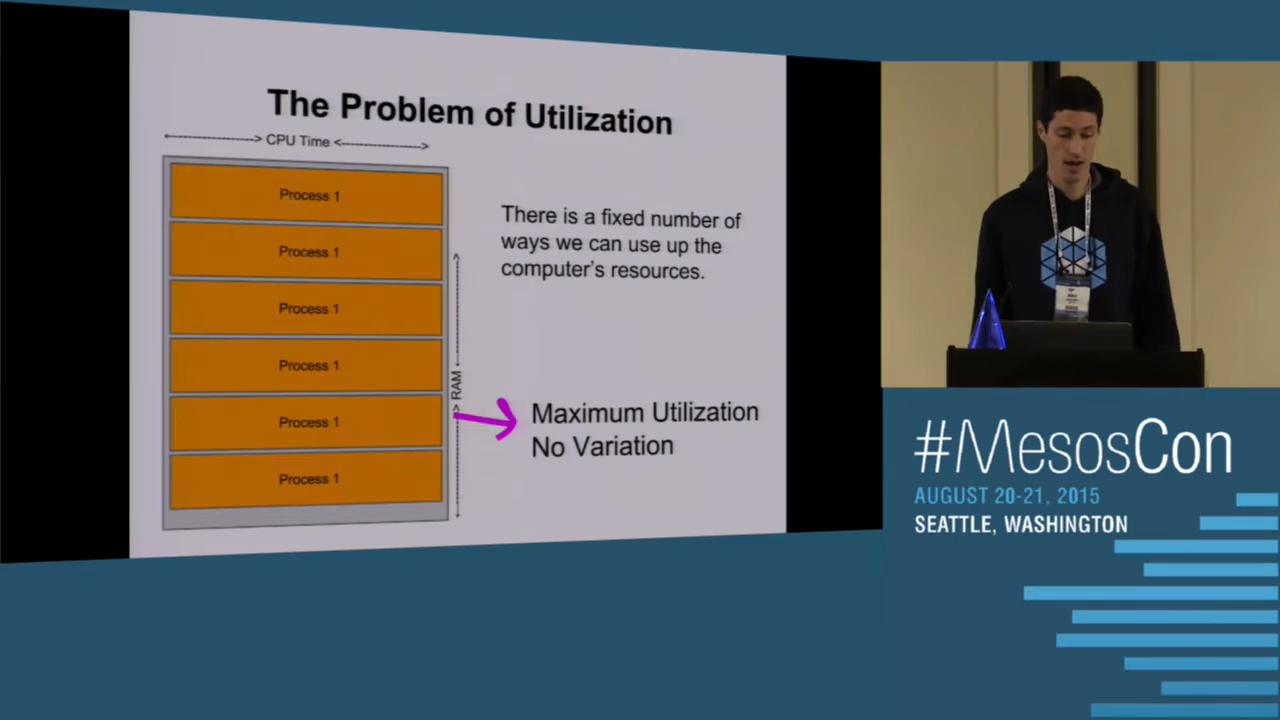 The Problem of Utilization
CPU Time
Process 1
Process 1
Process 1
Process 1
Process 1
Process 1
RAM
There is a fixed number of
ways we can use up the
computer's resources.
Maximum Utilization
No Variation
#MesosCon
AUGUST 20-21, 2015
SEATTLE, WASHINGTON